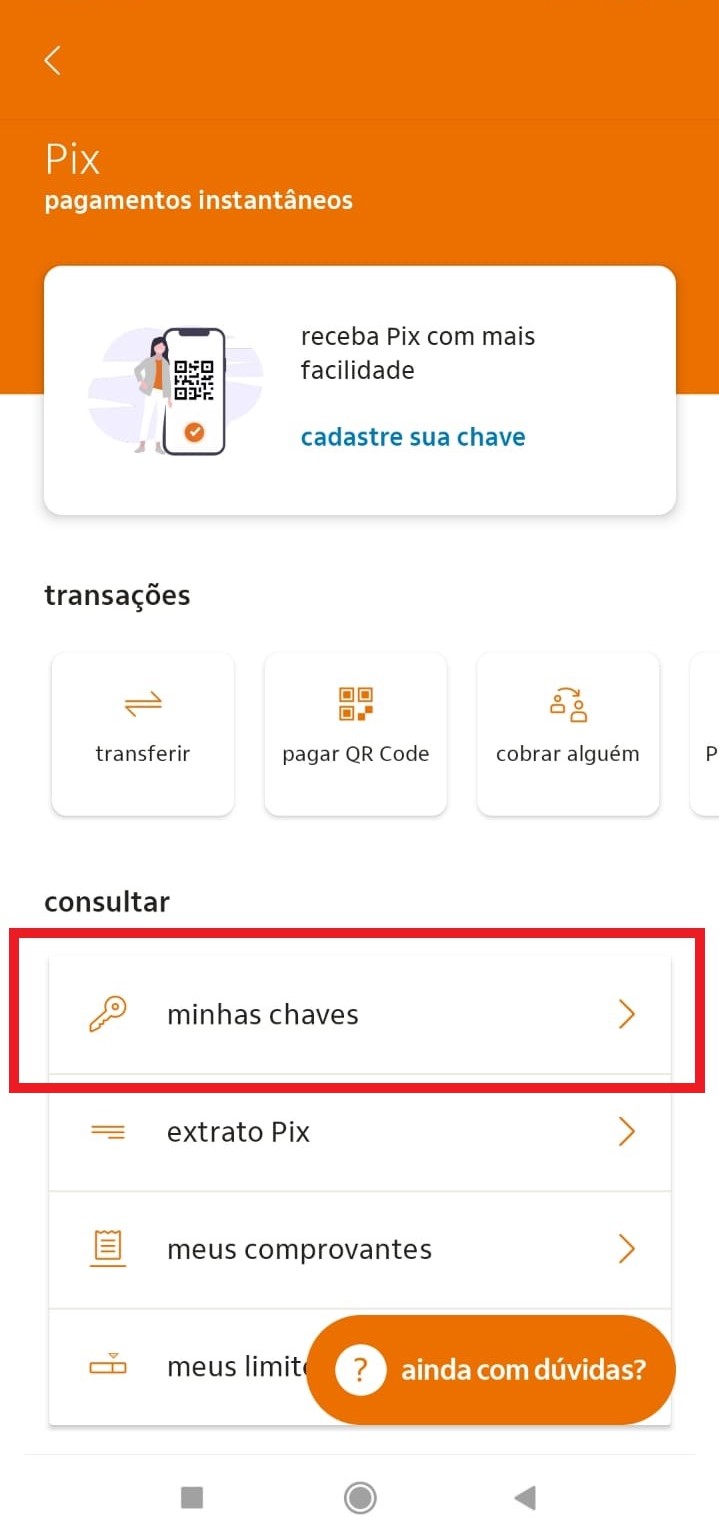 Pix
pagamentos instantâneos
receba Pix com mais
facilidade
cadastre sua chave
transações
transferir
pagar QR Code
cobrar alguém
P
consultar
minhas chaves
extrato Pix
meus comprovantes
meus limit
? ainda com dúvidas?